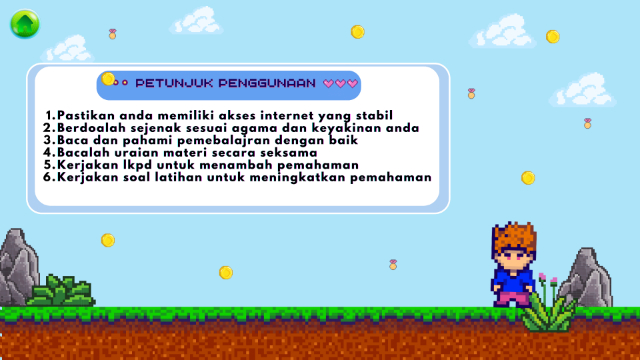 PETUNJUK PENGGUNAAN
1.Pastikan anda memiliki akses internet yang stabil
2.Berdoalah sejenak sesuai agama dan keyakinan anda
3.Baca dan pahami pemebalajran dengan baik
4.Bacalah uraian materi secara seksama
5.Kerjakan lkpd untuk menambah pemahaman
6.Kerjakan soal latihan untuk meningkatkan pemahaman